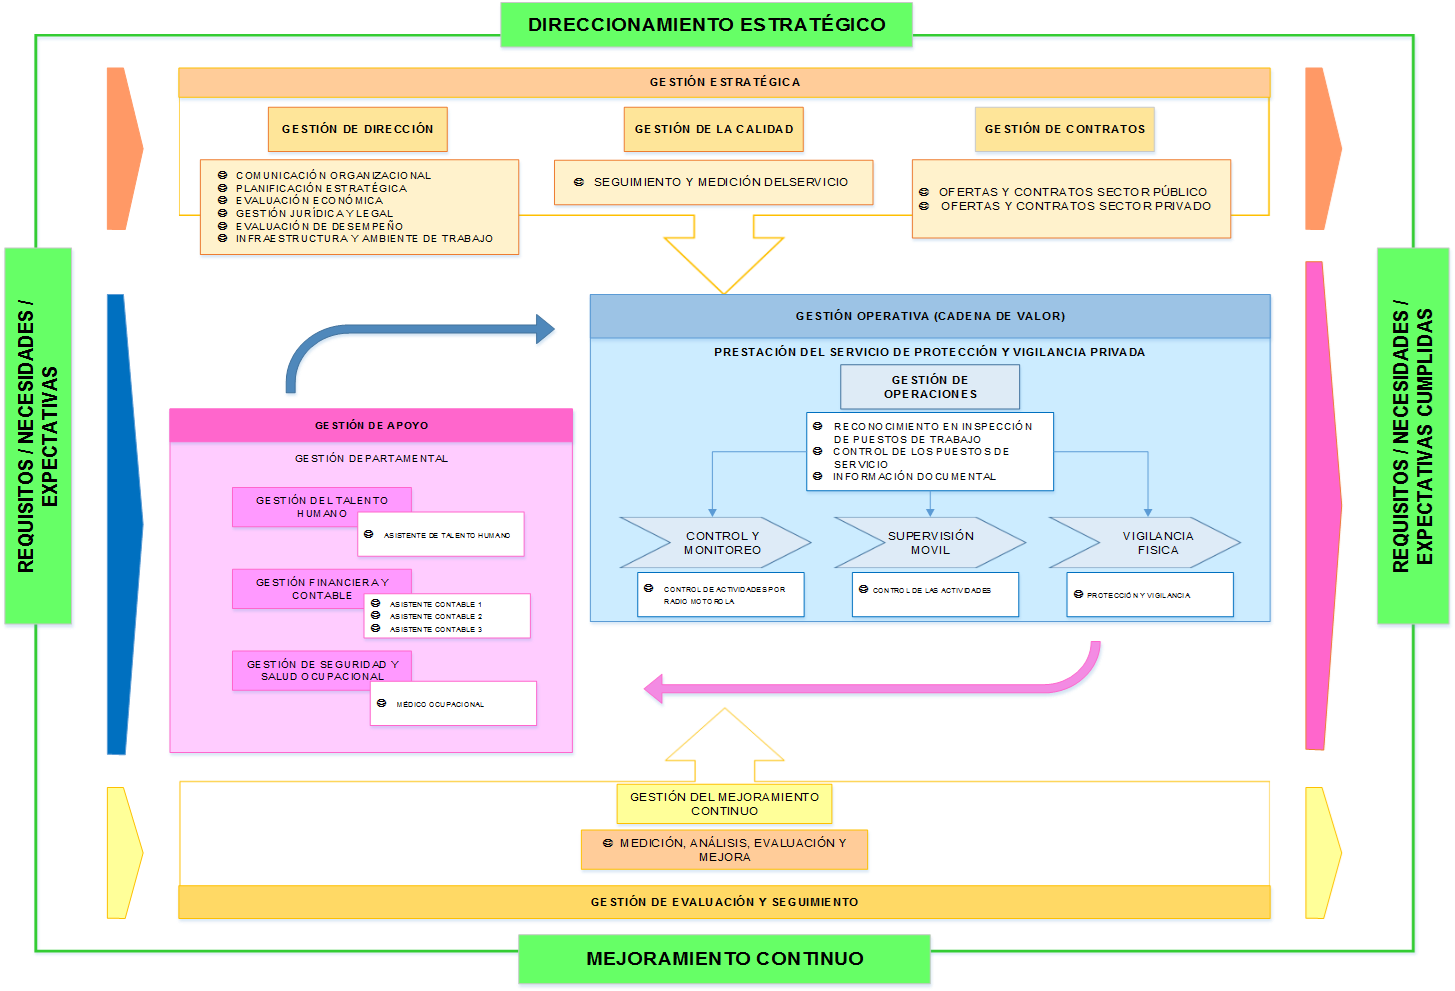 DIRECCIONAMIENTO ESTRATÉGICO
GESTIÓN ESTRATÉGICA
GESTIÓN DE DIRECCIÓN
COMUNICACIÓN ORGANIZACIONAL
PLANIFICACIÓN ESTRATÉGICA
EVALUACIÓN ECONÓMICA
GESTIÓN JURÍDICA Y LEGAL
EVALUACIÓN DE DESEMPEÑO
INFRAESTRUCTURA Y AMBIENTE DE TRABAJO
GESTIÓN DE LA CALIDAD
SEGUIMIENTO Y MEDICIÓN DELSERVICIO
GESTIÓN DE CONTRATOS
OFERTAS Y CONTRATOS SECTOR PÚBLICO
OFERTAS Y CONTRATOS SECTOR PRIVADO
REQUISITOS / NECESIDADES /
EXPECTATIVAS
GESTIÓN DE APOYO
GESTIÓN DEPARTAMENTAL
GESTIÓN DEL TALENTO
HUMANO
ASISTENTE DE TALENTO HUMANO
GESTIÓN FINANCIERA Y
CONTABLE
ASISTENTE CONTABLE 1
ASISTENTE CONTABLE 2
ASISTENTE CONTABLE 3
GESTIÓN DE SEGURIDAD Y
SALUD OCUPACIONAL
MÉDICO OCUPACIONAL
GESTIÓN OPERATIVA (CADENA DE VALOR)
PRESTACIÓN DEL SERVICIO DE PROTECCIÓN Y VIGILANCIA PRIVADA
GESTIÓN DE
OPERACIONES
RECONOCIMIENTO EN INSPECCIÓN
DE PUESTOS DE TRABAJO
CONTROL DE LOS PUESTOS DE
SERVICIO
INFORMACIÓN DOCUMENTAL
CONTROL Y
MONITOREO
CONTROL DE ACTIVIDADES POR
RADIO MOTOROLA
SUPERVISIÓN
MOVIL
CONTROL DE LAS ACTIVIDADES
VIGILANCIA
FISICA
PROTECCIÓN Y VIGILANCIA
REQUISITOS / NECESIDADES /
EXPECTATIVAS CUMPLIDAS
GESTIÓN DEL MEJORAMIENTO
CONTINUO
MEDICIÓN, ANÁLISIS, EVALUACIÓN Y
MEJORA
GESTIÓN DE EVALUACIÓN Y SEGUIMIENTO
MEJORAMIENTO CONTINUO